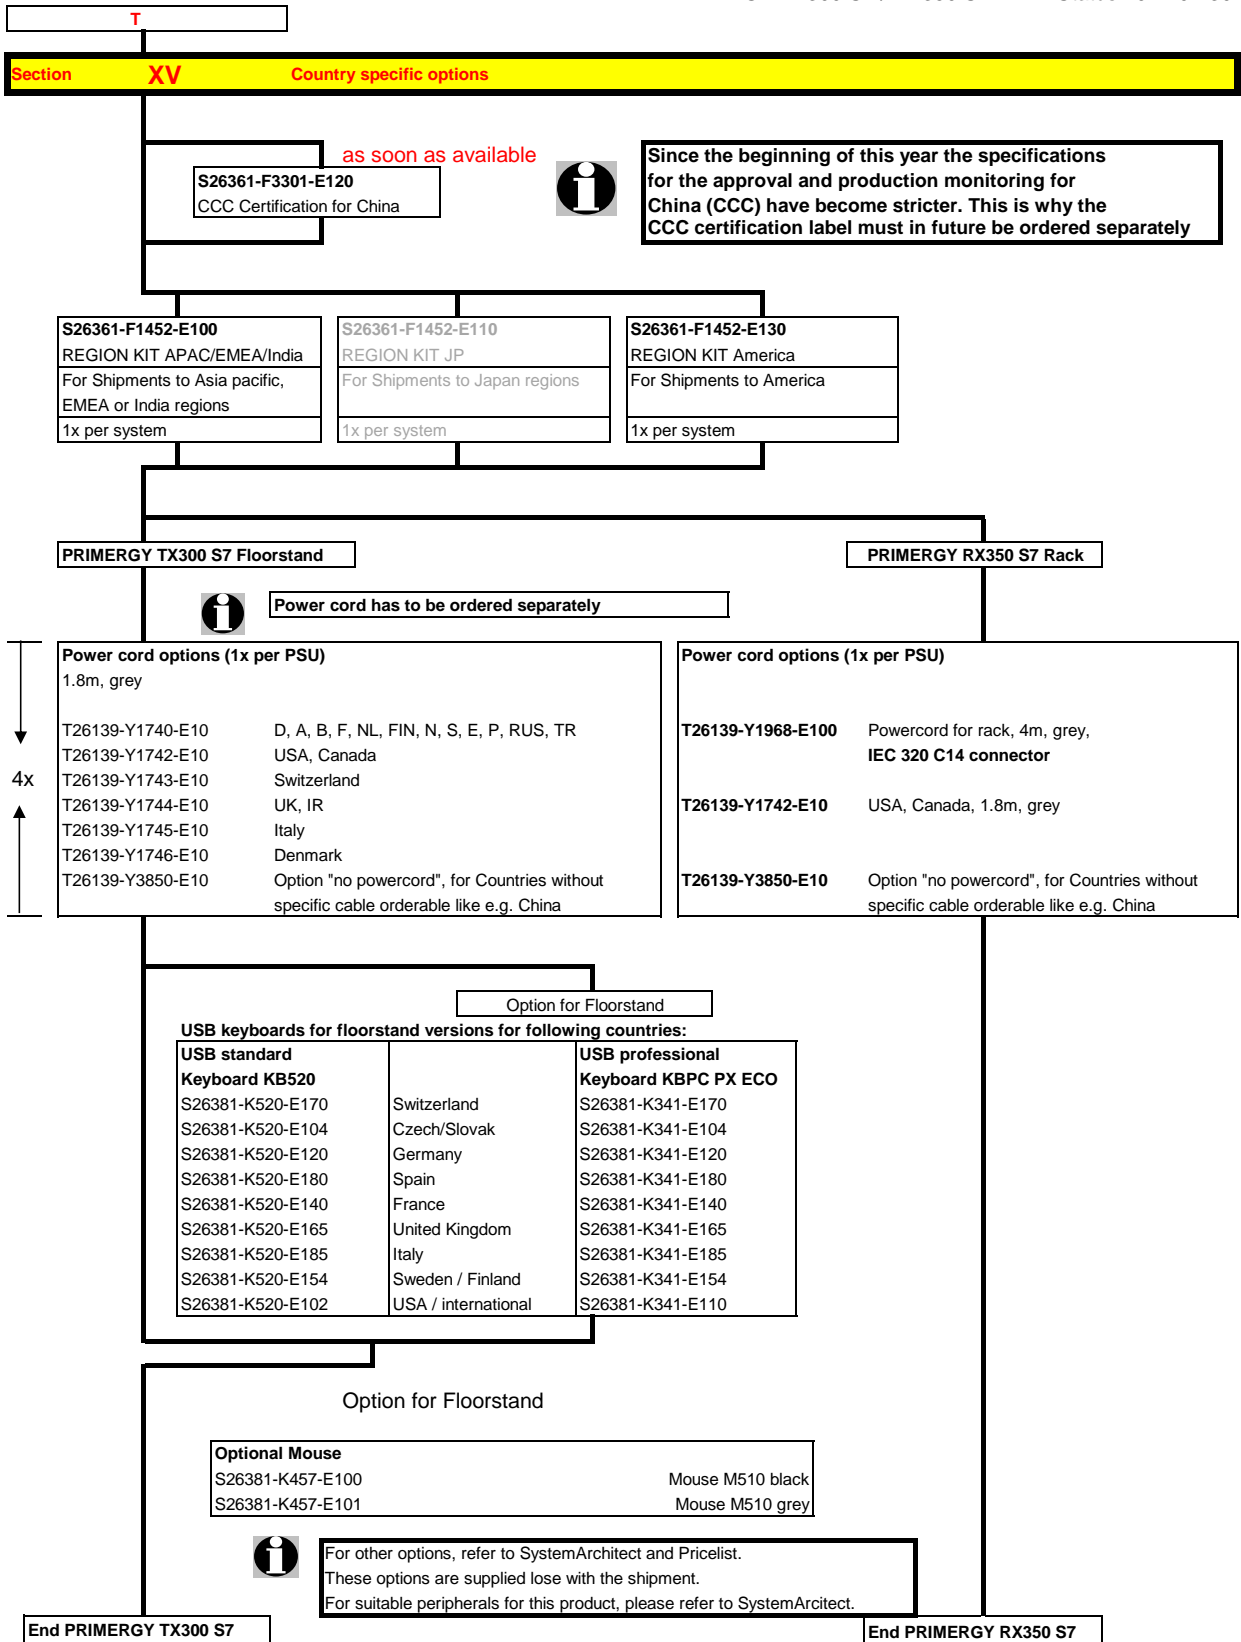 T
Section XV Country specific options
as soon as available
S26361-F3301-E120
CCC Certification for China
Since the beginning of this year the specifications
for the approval and production monitoring for
China (CCC) have become stricter. This is why the
CCC certification label must in future be ordered separately
S26361-F1452-E100
REGION KIT APAC/EMEA/India
For Shipments to Asia pacific,
EMEA or India regions
1x per system
S26361-F1452-E110
REGION KIT JP
For Shipments to Japan regions
1x per system
S26361-F1452-E130
REGION KIT America
For Shipments to America
1x per system
PRIMERGY TX300 S7 Floorstand
PRIMERGY RX350 S7 Rack
Power cord has to be ordered separately
4x
Power cord options (1x per PSU)
1.8m, grey
T26139-Y1740-E10 D, A, B, F, NL, FIN, N, S, E, P, RUS, TR
T26139-Y1742-E10 USA, Canada
T26139-Y1743-E10 Switzerland
T26139-Y1744-E10 UK, IR
T26139-Y1745-E10 Italy
T26139-Y1746-E10 Denmark
T26139-Y3850-E10 Option "no powercord", for Countries without
specific cable orderable like e.g. China
Power cord options (1x per PSU)
T26139-Y1968-E100 Powercord for rack, 4m, grey,
IEC 320 C14 connector
T26139-Y1742-E10 USA, Canada, 1.8m, grey
T26139-Y3850-E10 Option "no powercord", for Countries without
specific cable orderable like e.g. China
Option for Floorstand
USB keyboards for floorstand versions for following countries:
USB standard USB professional
Keyboard KB520 Keyboard KBPC PX ECO
S26381-K520-E170 Switzerland S26381-K341-E170
S26381-K520-E104 Czech/Slovak S26381-K341-E104
S26381-K520-E120 Germany S26381-K341-E120
S26381-K520-E180 Spain S26381-K341-E180
S26381-K520-E140 France S26381-K341-E140
S26381-K520-E165 United Kingdom S26381-K341-E165
S26381-K520-E185 Italy S26381-K341-E185
S26381-K520-E154 Sweden / Finland S26381-K341-E154
S26381-K520-E102 USA / international S26381-K341-E110
Option for Floorstand
Optional Mouse
S26381-K457-E100 Mouse M510 black
S26381-K457-E101 Mouse M510 grey
For other options, refer to SystemArchitect and Pricelist.
These options are supplied lose with the shipment.
For suitable peripherals for this product, please refer to SystemArcitect.
End PRIMERGY TX300 S7
End PRIMERGY RX350 S7